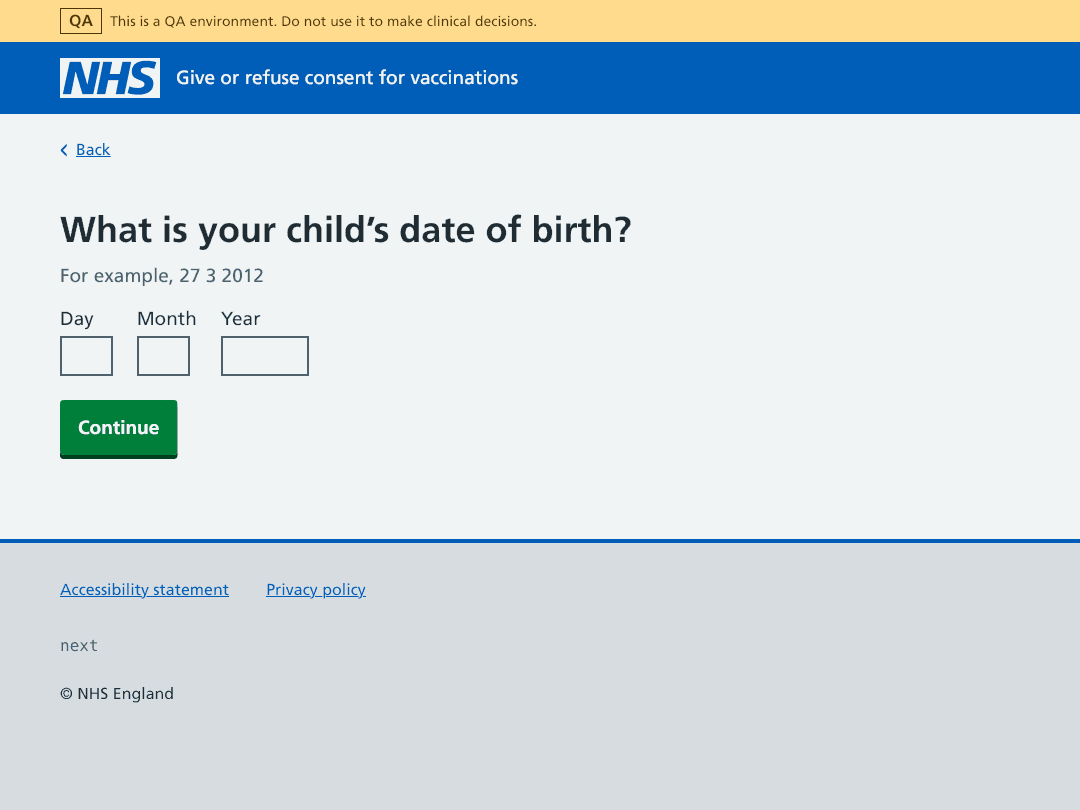 QA This is a QA environment. Do not use it to make clinical decisions.
NHS Give or refuse consent for vaccinations
Back
What is your child’s date of birth?
For example, 27 3 2012
Day Month Year
Continue
Accessibility statement Privacy policy
next
© NHS England